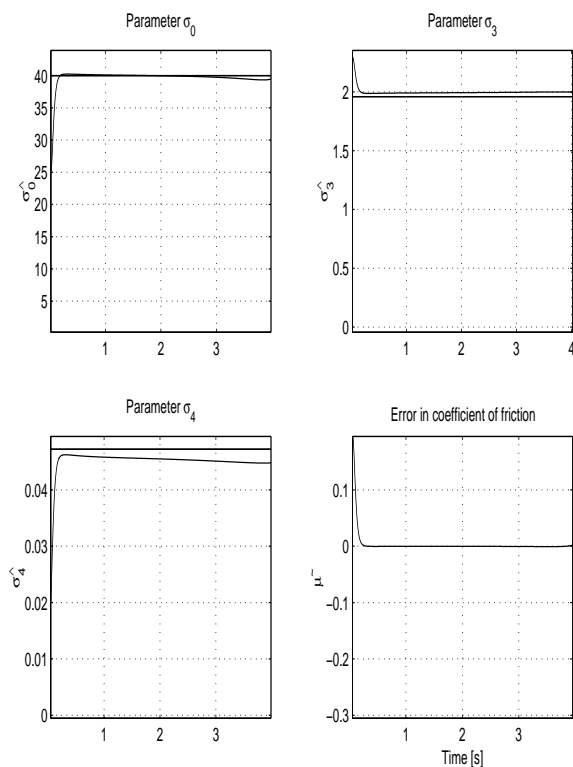 Parameter σ0
40
35
30
25
20
15
10
5
σ̂0
1 2 3
Parameter σ3
2
1.5
1
0.5
0
σ̂3
1 2 3 4
Parameter σ4
0.04
0.03
0.02
0.01
0
σ̂4
1 2 3
Error in coefficient of friction
0.1
0
−0.1
−0.2
−0.3
μ~
1 2 3
Time [s]